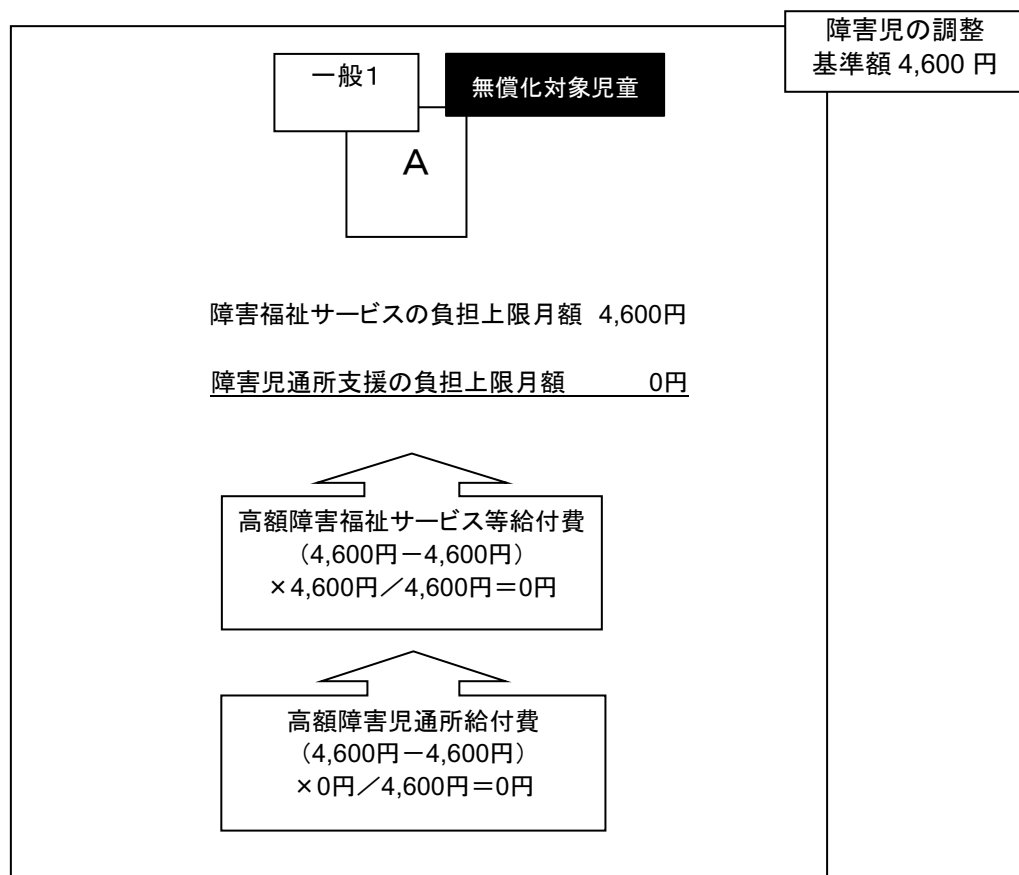 障害児の調整
基準額 4,600 円
一般1
無償化対象児童
A
障害福祉サービスの負担上限月額 4,600円
障害児通所支援の負担上限月額 0円
高額障害福祉サービス等給付費
（4,600円－4,600円）
×4,600円／4,600円＝0円
高額障害児通所給付費
（4,600円－4,600円）
×0円／4,600円＝0円